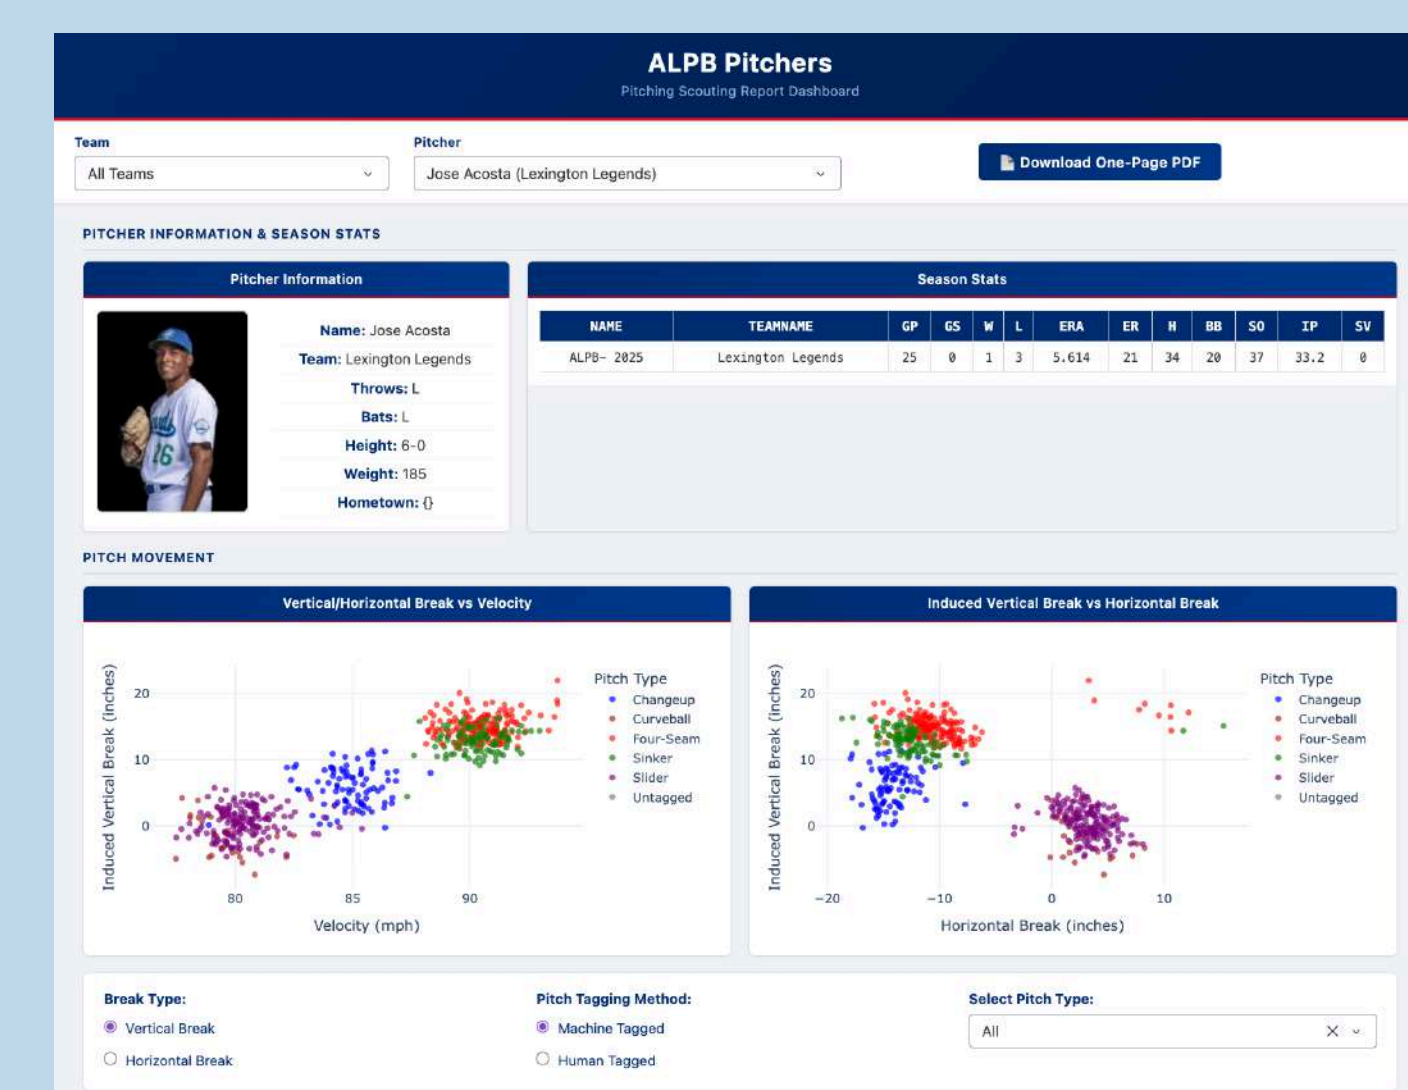 ALPB Pitchers
Pitching Scouting Report Dashboard
Team
Pitcher
All Teams
Jose Acosta (Lexington Legends)
Download One-Page PDF
PITCHER INFORMATION & SEASON STATS
Pitcher Information
Name: Jose Acosta
Team: Lexington Legends
Throws: L
Bats: L
Height: 6-0
Weight: 185
Hometown: {}
26
Season Stats
NAME TEAMNAME GP GS W L ERA ER H BB SO IP SV
ALPB- 2025 Lexington Legends 25 0 1 3 5.614 21 34 20 37 33.2 0
PITCH MOVEMENT
Vertical/Horizontal Break vs Velocity
Induced Vertical Break (inches)
20
10
0
80 85 90
Velocity (mph)
Pitch Type
Changeup
Curveball
Four-Seam
Sinker
Slider
Untagged
Induced Vertical Break vs Horizontal Break
Induced Vertical Break (inches)
20
10
0
−20 −10 0 10
Horizontal Break (inches)
Pitch Type
Changeup
Curveball
Four-Seam
Sinker
Slider
Untagged
Break Type:
Vertical Break
Horizontal Break
Pitch Tagging Method:
Machine Tagged
Human Tagged
Select Pitch Type:
All